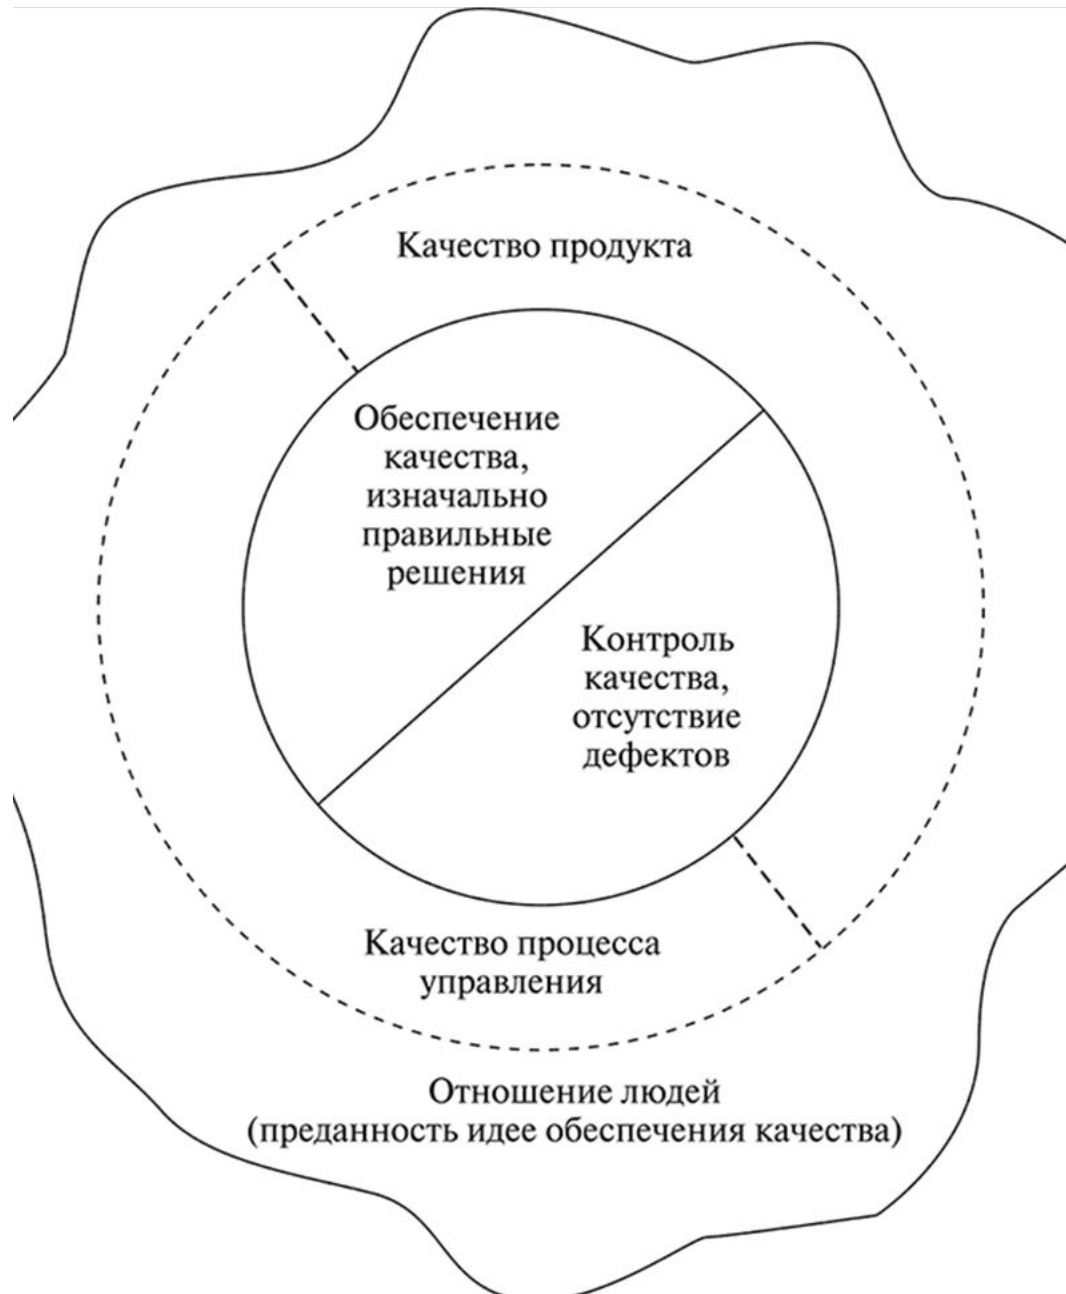 Качество продукта
Обеспечение
качества,
изначально
правильные
решения
Контроль
качества,
отсутствие
дефектов
Качество процесса
управления
Отношение людей
(преданность идее обеспечения качества)